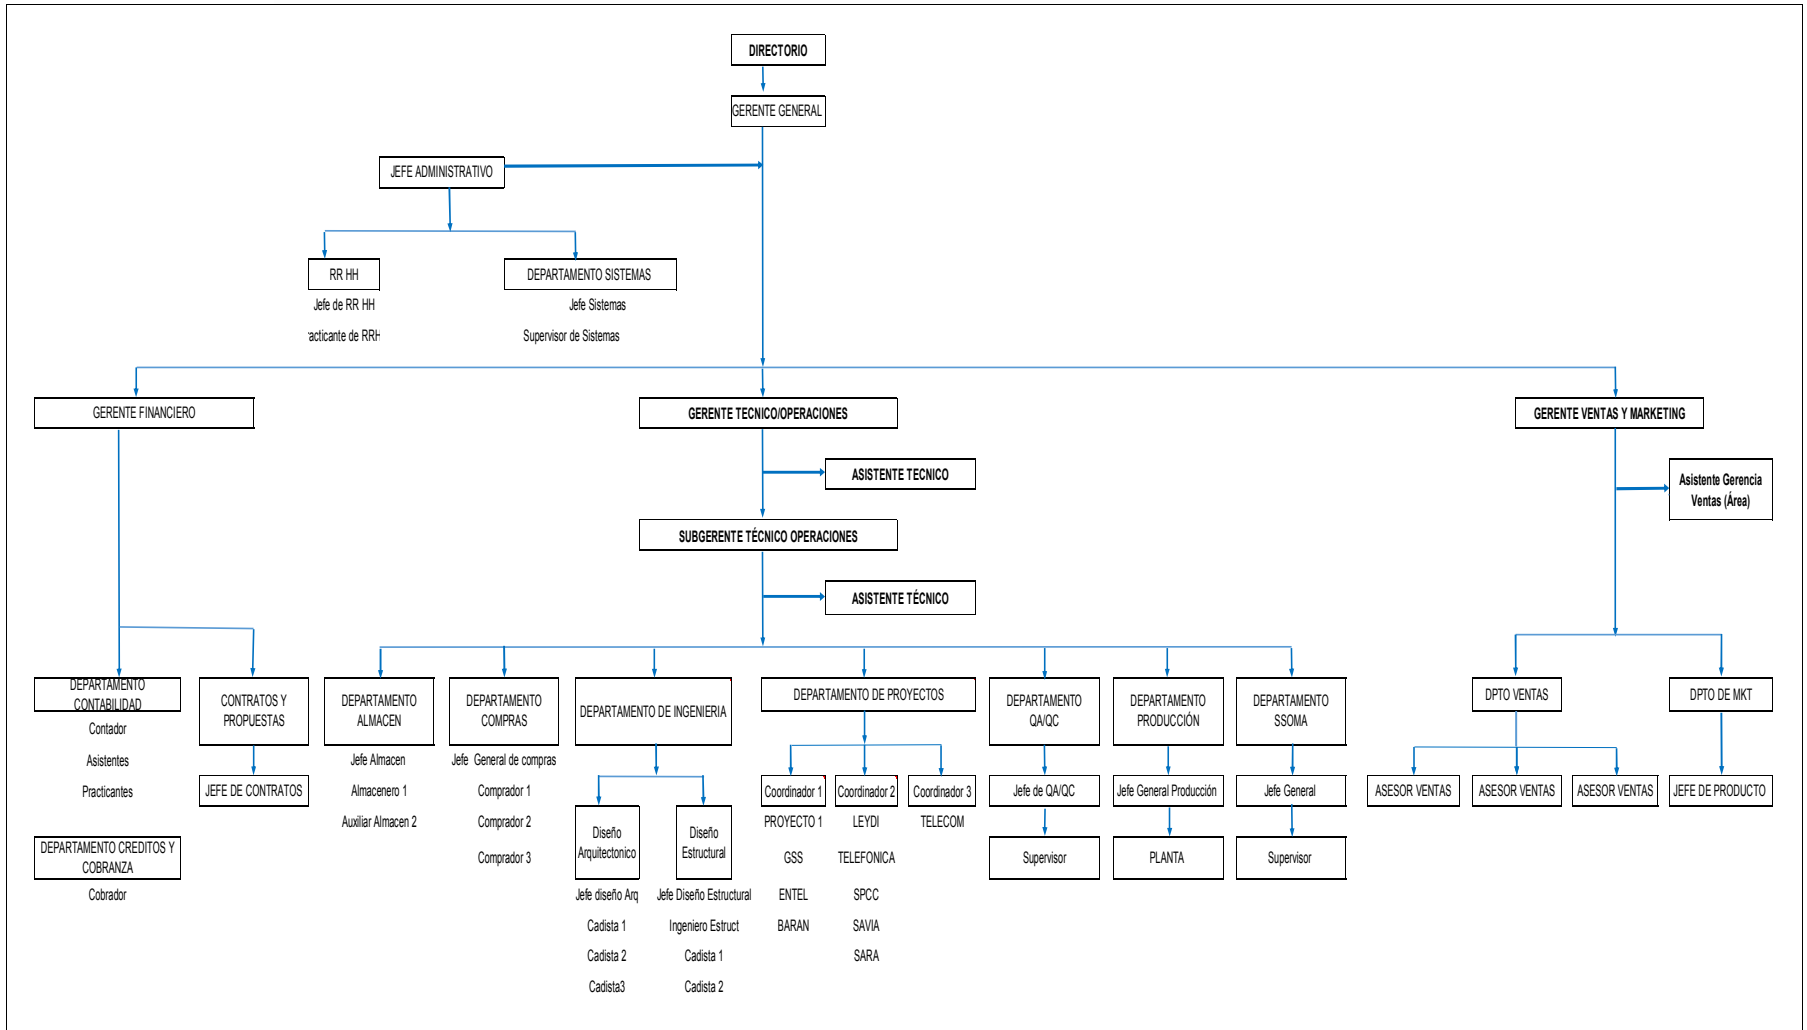 DIRECTORIO
GERENTE GENERAL
JEFE ADMINISTRATIVO
RR HH
DEPARTAMENTO SISTEMAS
Jefe de RR HH
Jefe Sistemas
acticante de RRH
Supervisor de Sistemas
GERENTE FINANCIERO
GERENTE TECNICO/OPERACIONES
GERENTE VENTAS Y MARKETING
ASISTENTE TECNICO
Asistente Gerencia
Ventas (Área)
SUBGERENTE TÉCNICO OPERACIONES
ASISTENTE TÉCNICO
DEPARTAMENTO
CONTABILIDAD
Contador
Asistentes
Practicantes
DEPARTAMENTO CREDITOS Y
COBRANZA
Cobrador
CONTRATOS Y
PROPUESTAS
JEFE DE CONTRATOS
DEPARTAMENTO
ALMACEN
Jefe Almacen
Almacenero 1
Auxiliar Almacen 2
DEPARTAMENTO
COMPRAS
Jefe General de compras
Comprador 1
Comprador 2
Comprador 3
DEPARTAMENTO DE INGENIERIA
Diseño
Arquitectonico
Jefe diseño Arq
Cadista 1
Cadista 2
Cadista3
Diseño
Estructural
Jefe Diseño Estructural
Ingeniero Estruct
Cadista 1
Cadista 2
DEPARTAMENTO DE PROYECTOS
Coordinador 1
PROYECTO 1
GSS
ENTEL
BARAN
Coordinador 2
LEYDI
TELEFONICA
SPCC
SAVIA
SARA
Coordinador 3
TELECOM
DEPARTAMENTO
QA/QC
Jefe de QA/QC
Supervisor
DEPARTAMENTO
PRODUCCIÓN
Jefe General Producción
PLANTA
DEPARTAMENTO
SSOMA
Jefe General
Supervisor
DPTO VENTAS
ASESOR VENTAS
ASESOR VENTAS
ASESOR VENTAS
DPTO DE MKT
JEFE DE PRODUCTO